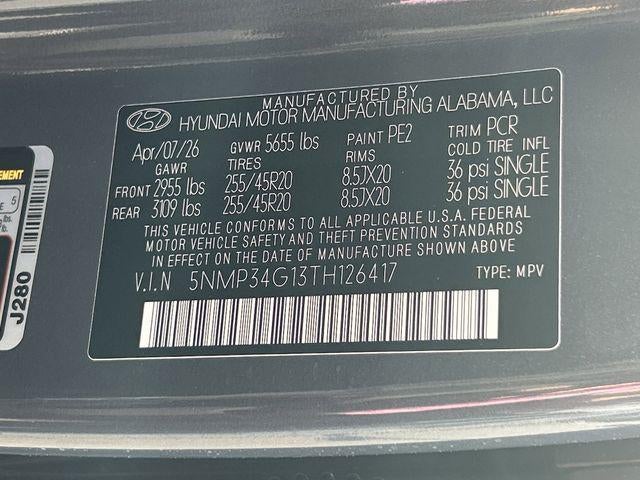 MANUFACTURED BY
HYUNDAI MOTOR MANUFACTURING ALABAMA, LLC
Apr/07/26 GVWR 5655 lbs PAINT PE2 TRIM PCR
GAWR TIRES RIMS COLD TIRE INFL
FRONT 2955 lbs 255/45R20 8.5JX20 36 psi SINGLE
REAR 3109 lbs 255/45R20 8.5JX20 36 psi SINGLE
THIS VEHICLE CONFORMS TO ALL APPLICABLE U.S.A. FEDERAL
MOTOR VEHICLE SAFETY AND THEFT PREVENTION STANDARDS
IN EFFECT ON THE DATE OF MANUFACTURE SHOWN ABOVE.
V.I.N 5NMP34G13TH126417 TYPE: MPV
EMENT
E 5
lbs.
J280